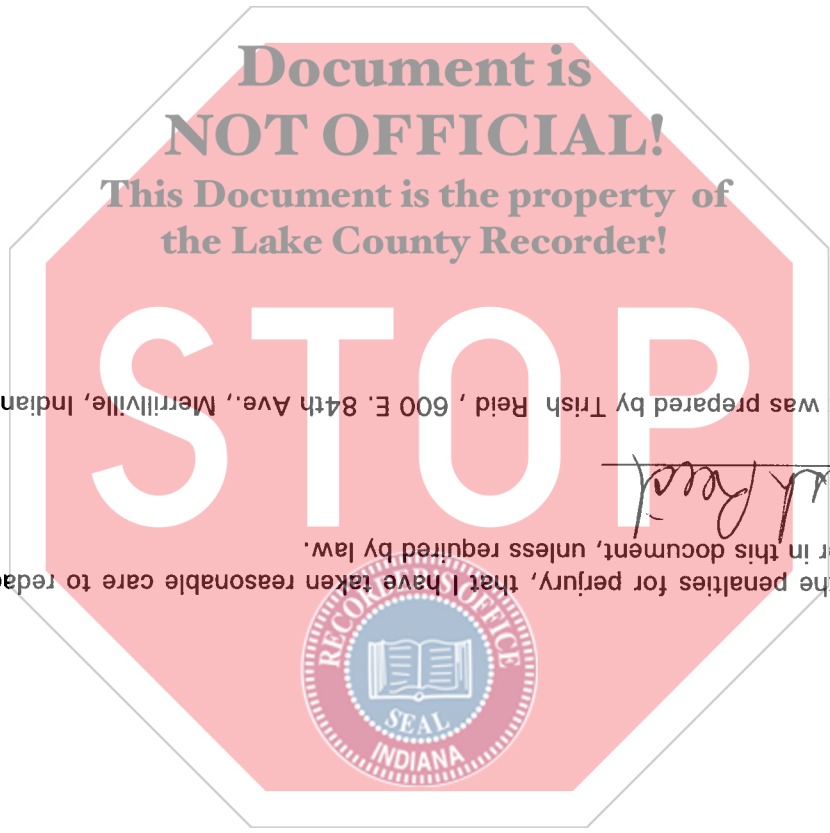 Document is
NOT OFFICIAL!
This Document is the property of
the Lake County Recorder!
STOP
was prepared by Trish Reid , 600 E. 84th Ave., Merrillville, Indian
Reid
r in this document, unless required by law.
he penalties for perjury, that I have taken reasonable care to redac
RECORDER'S OFFICE
SEAL
INDIANA